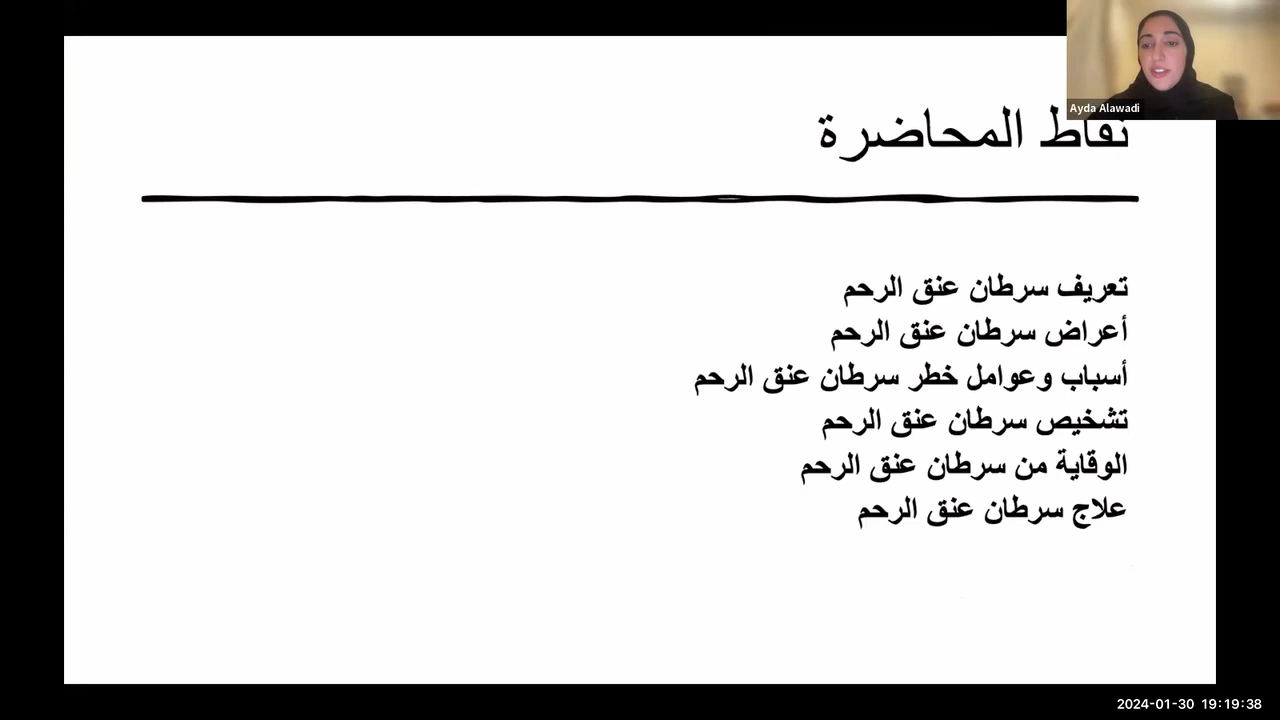 Ayda Alawadi
نقاط المحاضرة
تعريف سرطان عنق الرحم
أعراض سرطان عنق الرحم
أسباب وعوامل خطر سرطان عنق الرحم
تشخيص سرطان عنق الرحم
الوقاية من سرطان عنق الرحم
علاج سرطان عنق الرحم
2024-01-30 19:19:38